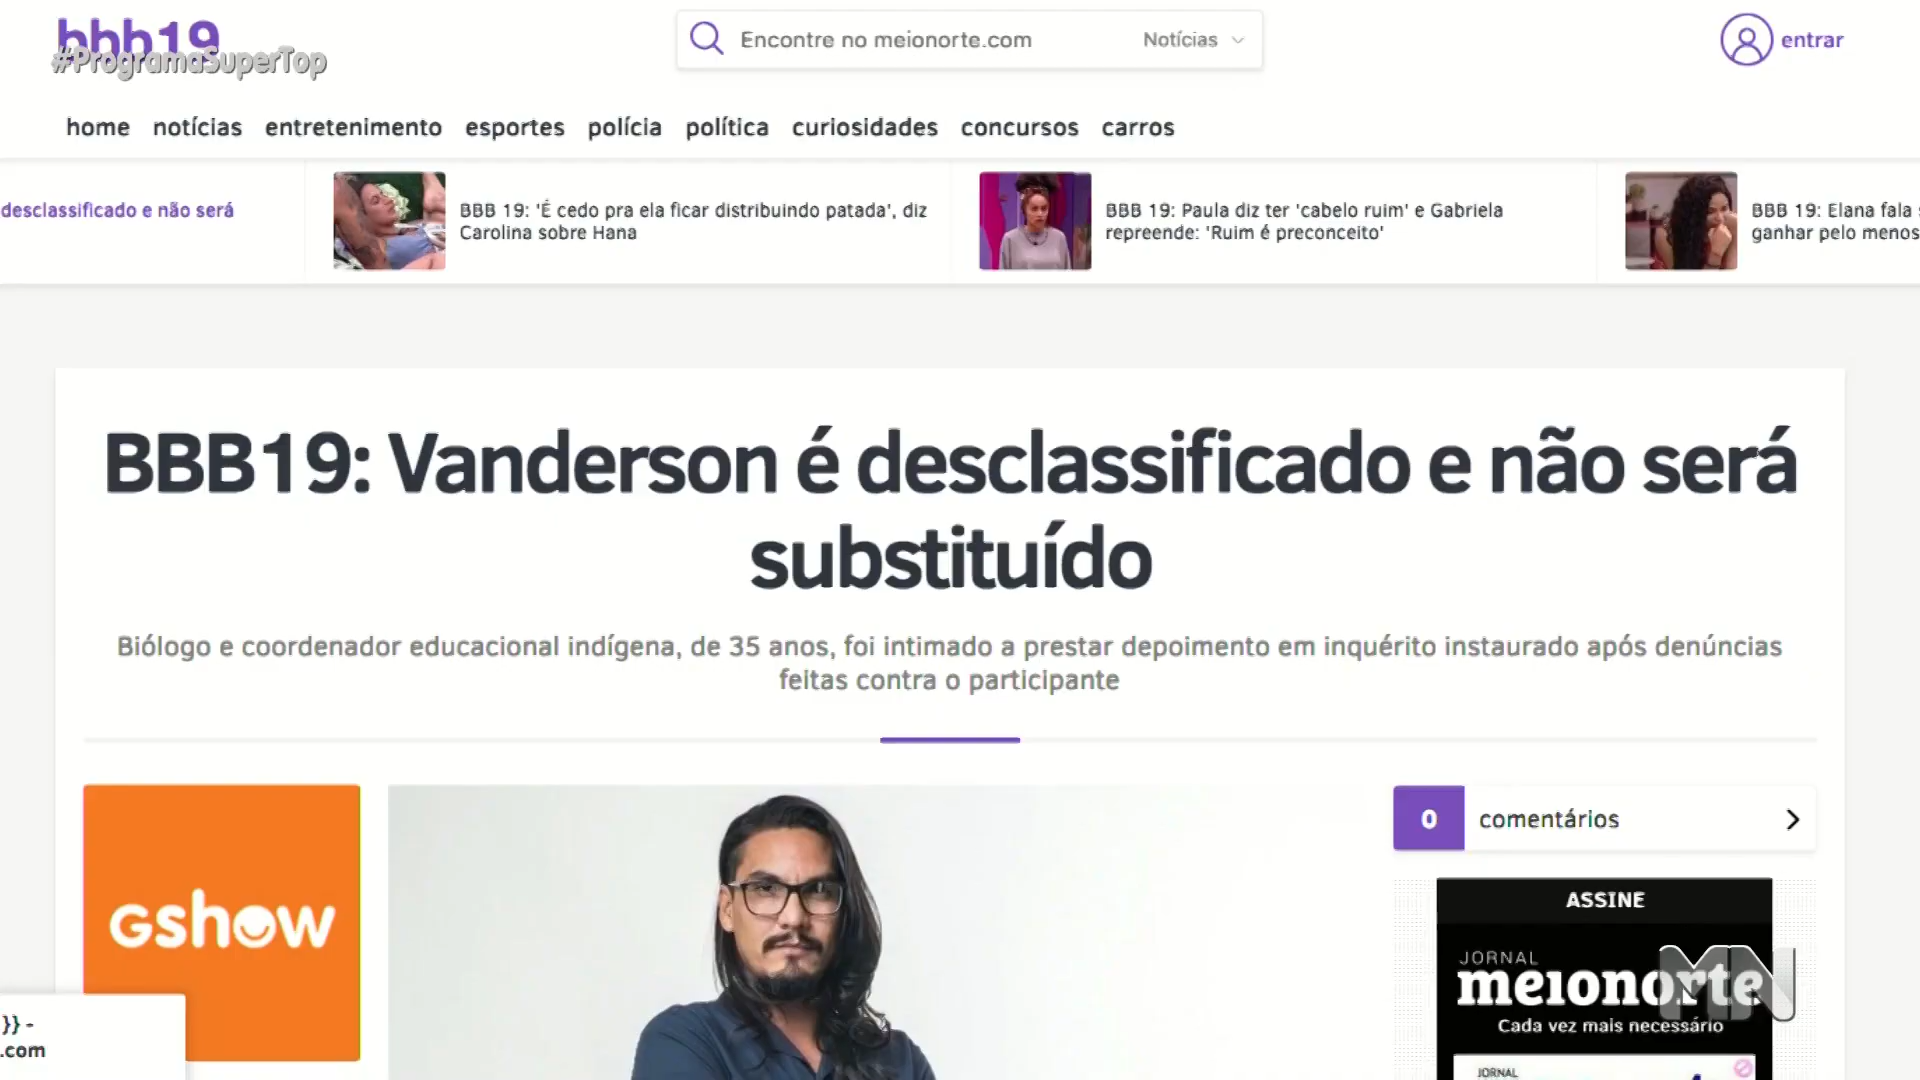 bbb19
#ProgramaSuperTop
Encontre no meionorte.com
Notícias
entrar
home notícias entretenimento esportes polícia política curiosidades concursos carros
desclassificado e não será
BBB 19: 'É cedo pra ela ficar distribuindo patada', diz
Carolina sobre Hana
BBB 19: Paula diz ter 'cabelo ruim' e Gabriela
repreende: 'Ruim é preconceito'
BBB 19: Elana fala
ganhar pelo menos
BBB19: Vanderson é desclassificado e não será
substituído
Biólogo e coordenador educacional indígena, de 35 anos, foi intimado a prestar depoimento em inquérito instaurado após denúncias
feitas contra o participante
GSHOW
0 comentários
ASSINE
JORNAL
meionorte
MN
Cada vez mais necessário
JORNAL
}} -
.com